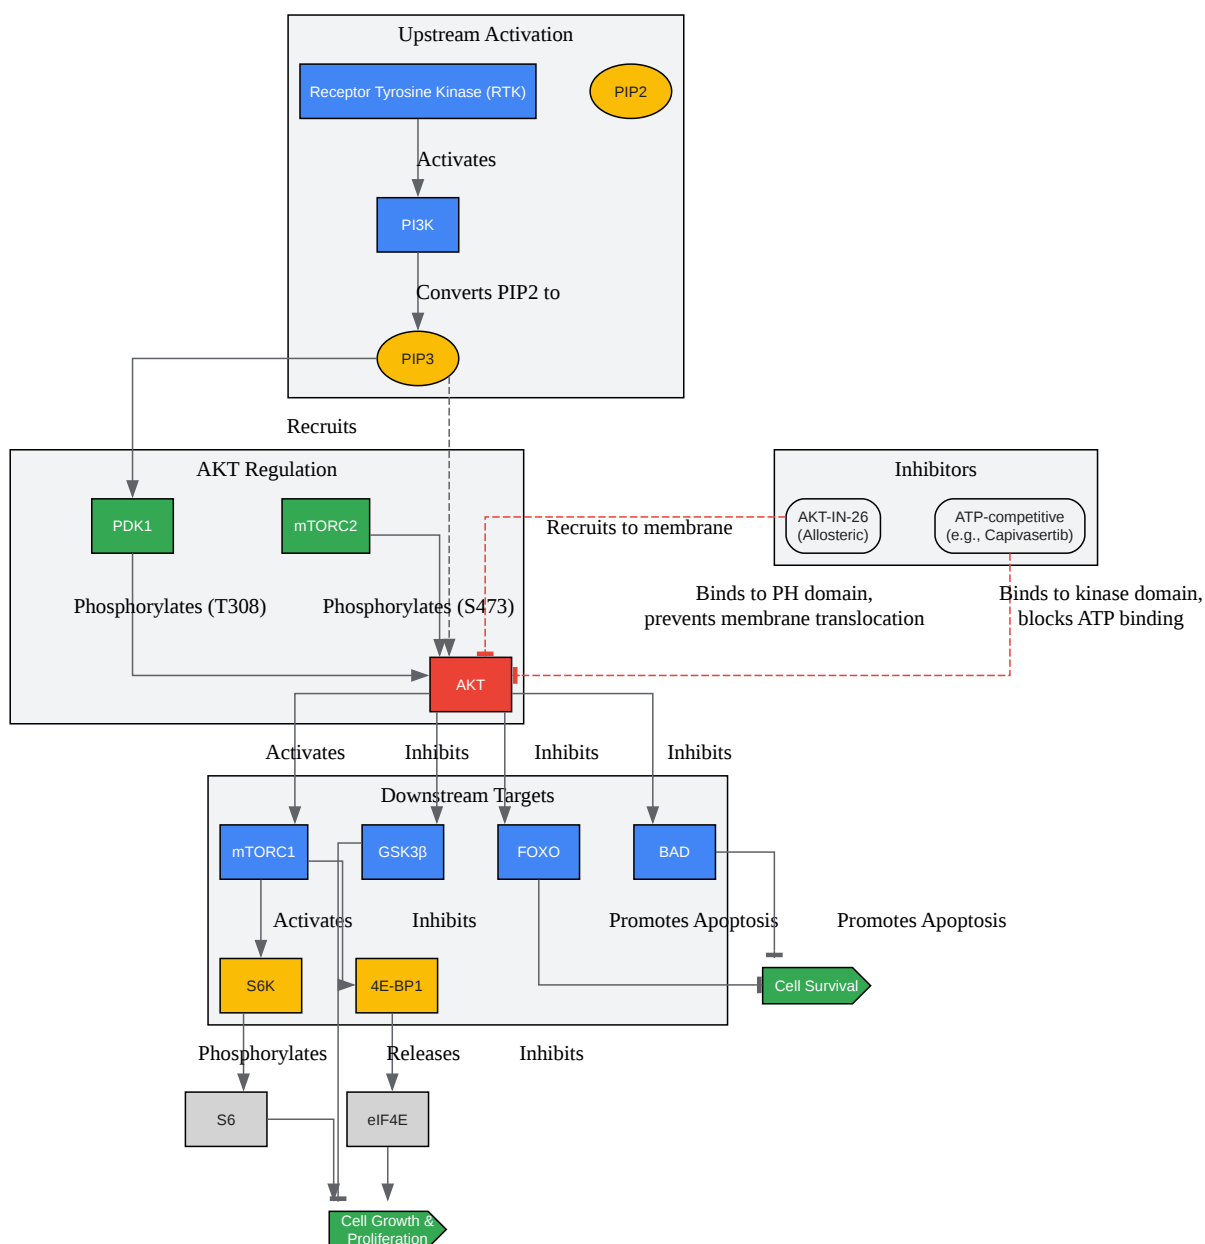 Upstream Activation
Receptor Tyrosine Kinase (RTK)
PIP2
Activates
PI3K
Converts PIP2 to
PIP3
Recruits
AKT Regulation
Inhibitors
PDK1
mTORC2
Recruits to membrane
AKT-IN-26
(Allosteric)
ATP-competitive
(e.g., Capivasertib)
Phosphorylates (T308)
Phosphorylates (S473)
Binds to PH domain,
prevents membrane translocation
Binds to kinase domain,
blocks ATP binding
AKT
Activates
Inhibits
Inhibits
Inhibits
Downstream Targets
mTORC1
GSK3β
FOXO
BAD
Activates
Inhibits
Promotes Apoptosis
Promotes Apoptosis
S6K
4E-BP1
Cell Survival
Phosphorylates
Releases
Inhibits
S6
eIF4E
Cell Growth &
Proliferation